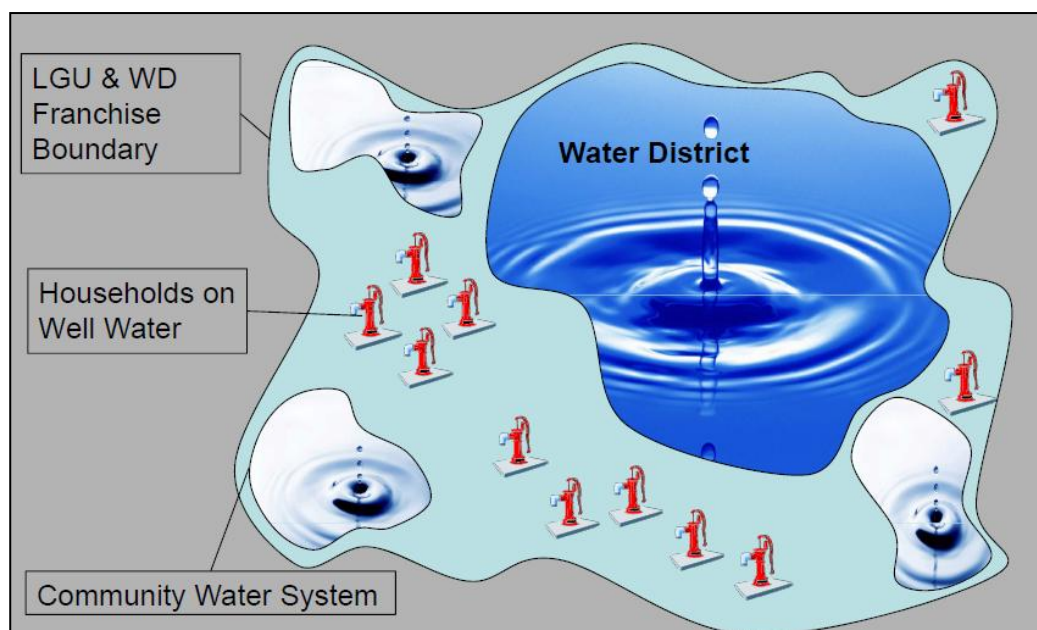 LGU & WD
Franchise
Boundary
Water District
Households on
Well Water
Community Water System